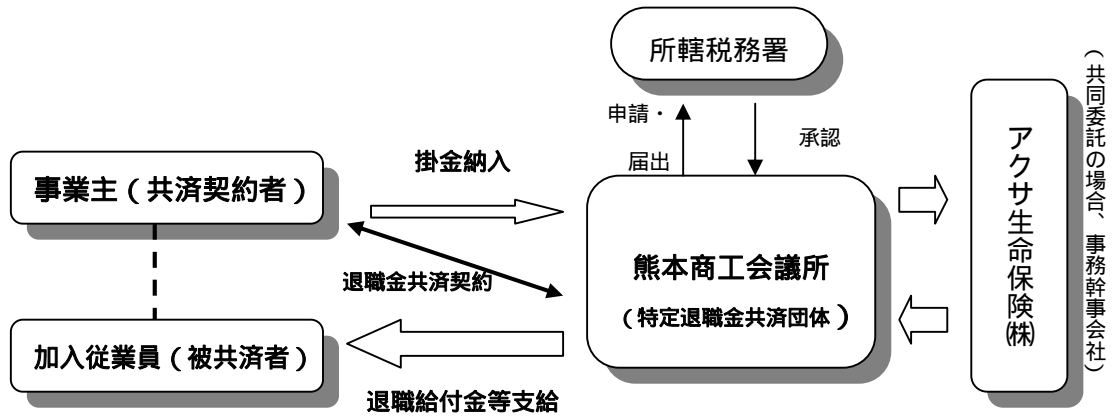 所轄税務署
申請・
届出
承認
掛金納入
事業主(共済契約者)
退職金共済契約
熊本商工会議所
(特定退職金共済団体)
加入従業員(被共済者)
退職給付金等支給
アクサ生命保険㈱
(共同委託の場合、事務幹事会社)